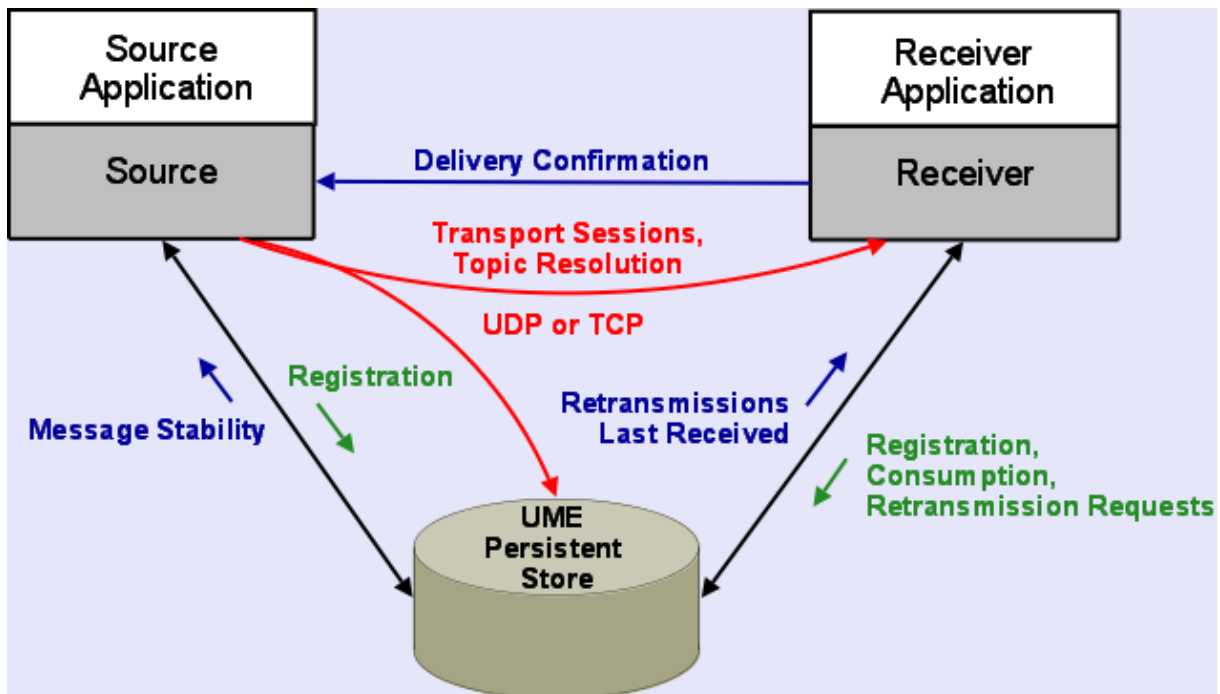 Source
Application
Source
Receiver
Application
Receiver
Delivery Confirmation
Transport Sessions,
Topic Resolution
UDP or TCP
Registration
Message Stability
Retransmissions
Last Received
Registration,
Consumption,
Retransmission Requests
UME
Persistent
Store